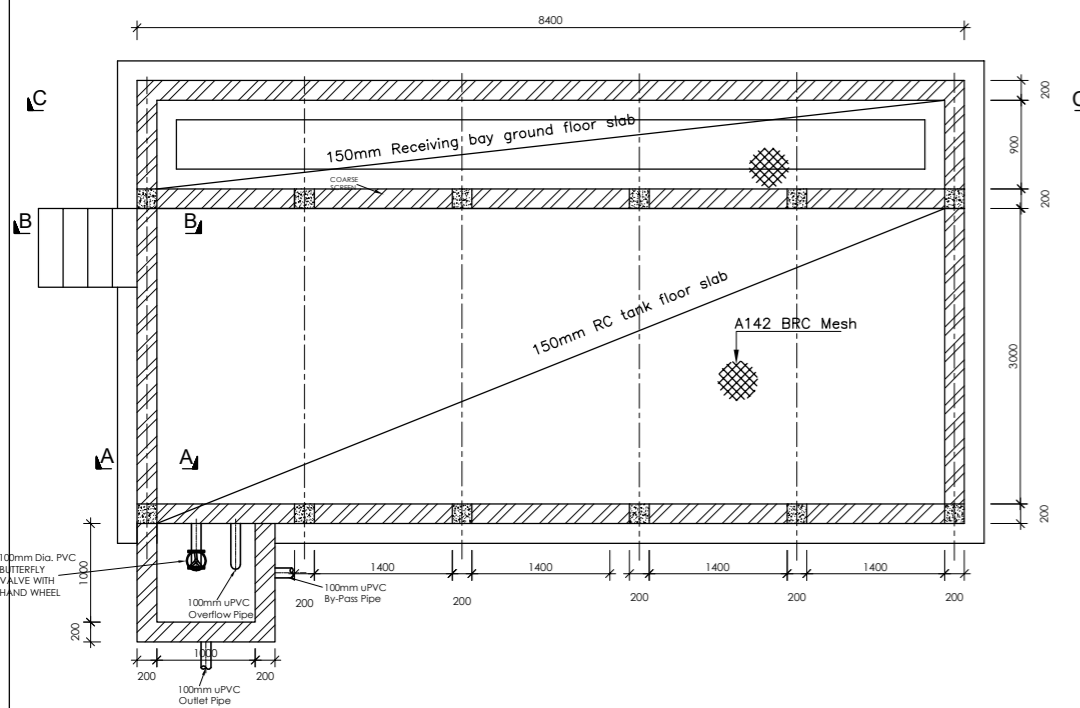 8400
C
C
200
150mm Receiving bay ground floor slab
900
COARSE
SCREEN
200
B
B
150mm RC tank floor slab
A142 BRC Mesh
3000
A
A
200
100mm Dia. PVC
BUTTERFLY
VALVE WITH
HAND WHEEL
1000
1400
1400
1400
1400
100mm uPVC
By-Pass Pipe
100mm uPVC
Overflow Pipe
200
200
200
200
200
200
1000
200
200
100mm uPVC
Outlet Pipe